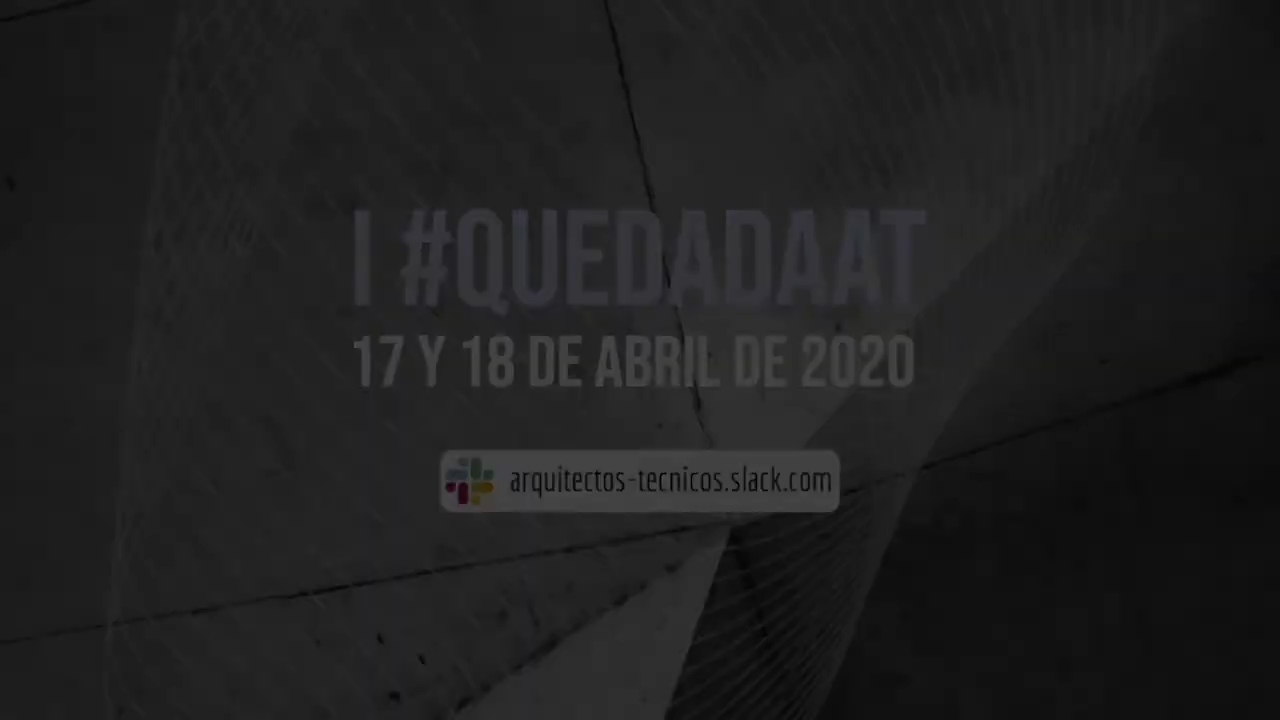 I #QUEDADAAT
17 Y 18 DE ABRIL DE 2020
arquitectos-tecnicos.slack.com